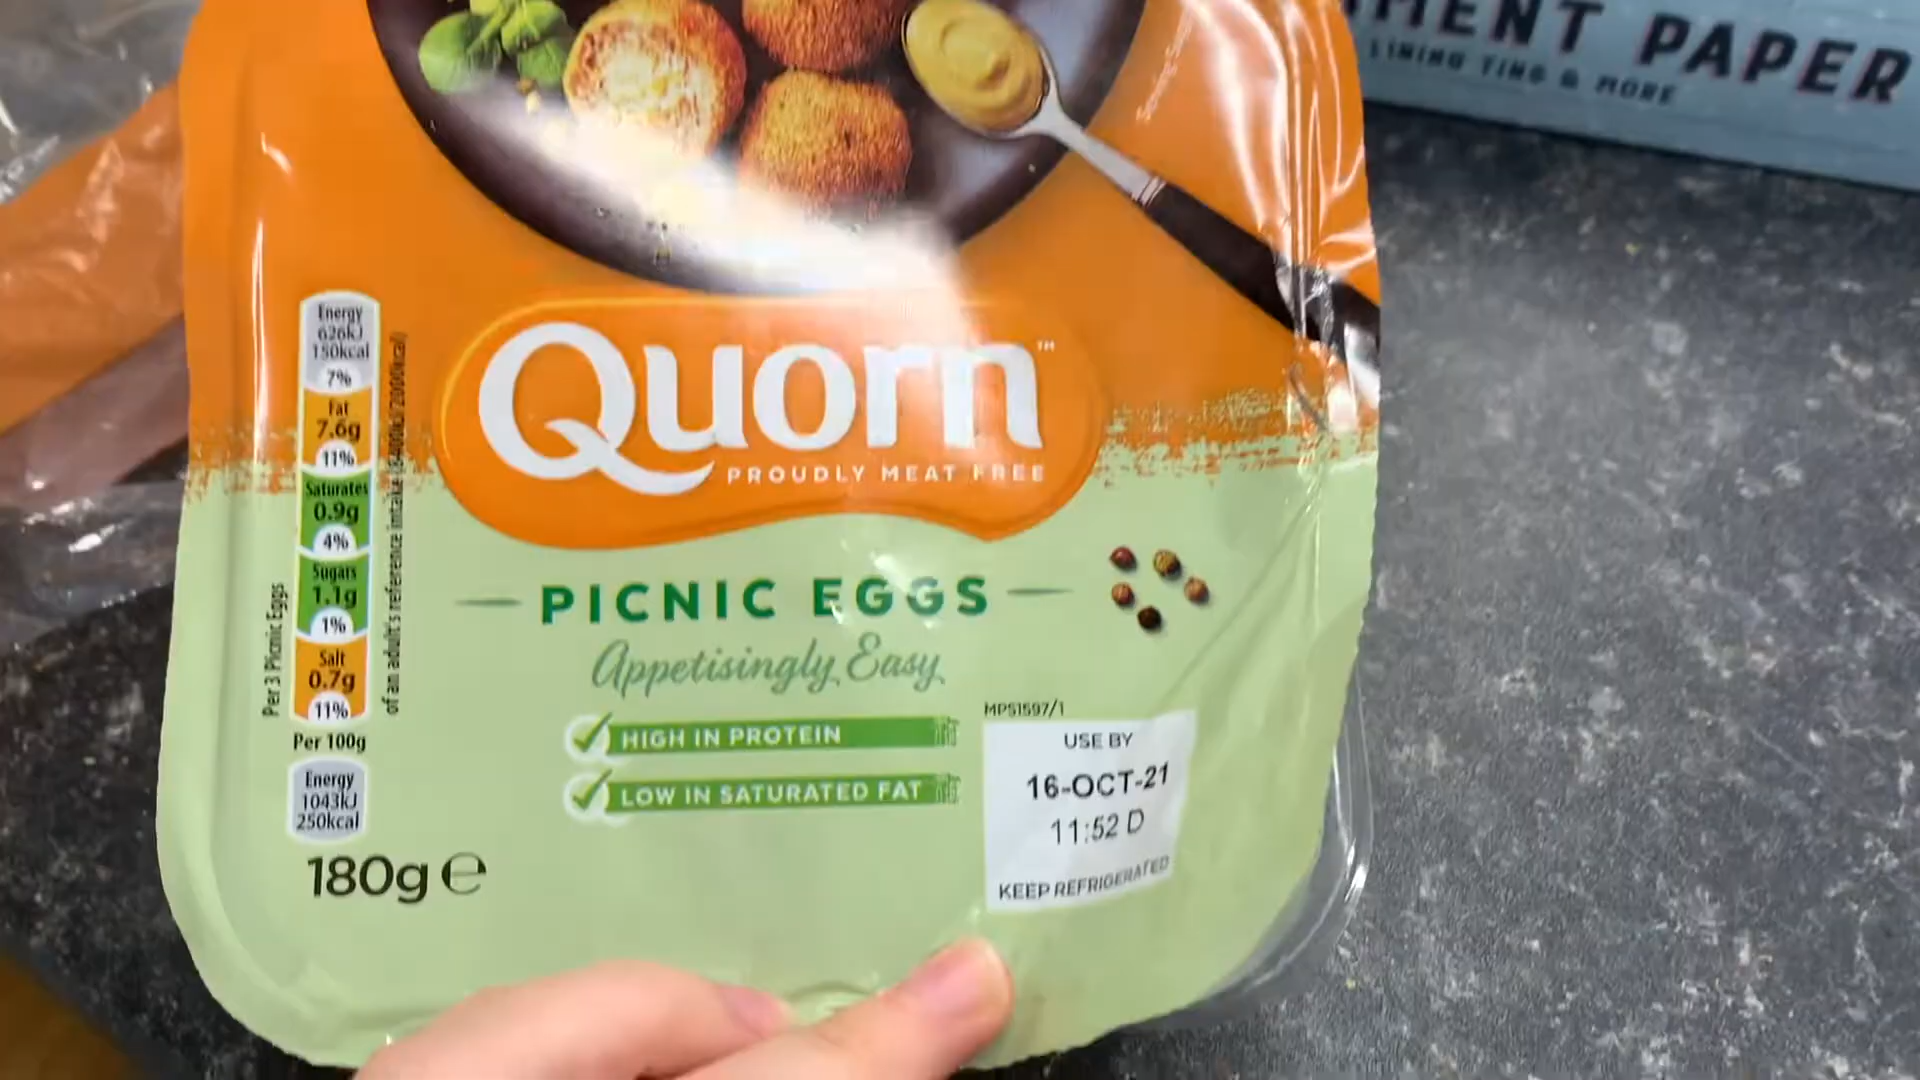 MENT PAPER
LINING TINS & MORE
Energy
626kJ
150kcal
7%
Fat
7.6g
11%
Saturates
0.9g
4%
Sugars
1.1g
1%
Salt
0.7g
11%
Per 3 Picnic Eggs
of an adult's reference intake (8400kJ/2000kcal)
Per 100g
Energy
1043kJ
250kcal
180g e
Quorn™
PROUDLY MEAT FREE
PICNIC EGGS
Appetisingly Easy
HIGH IN PROTEIN
LOW IN SATURATED FAT
MPS1597/1
USE BY
16-OCT-21
11:52 D
KEEP REFRIGERATED